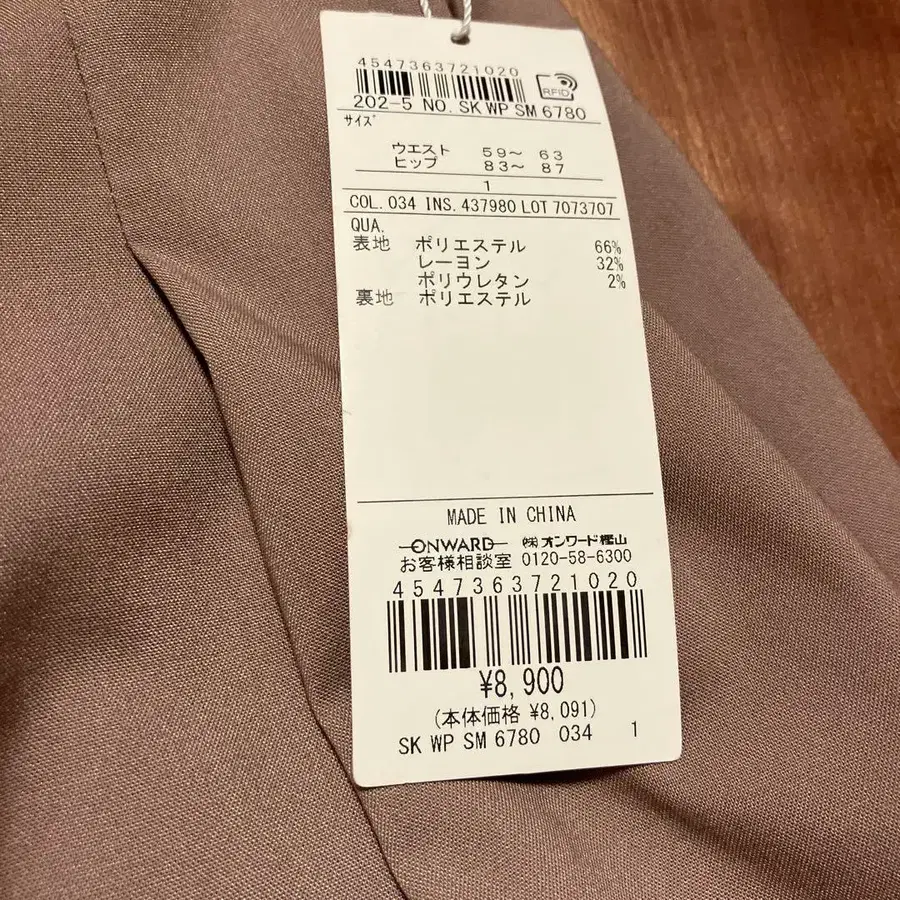 4547363721020
RFID
202-5 NO. SK WP SM 6780
サイズ
ウエスト 59～ 63
ヒップ 83～ 87
1
COL. 034 INS. 437980 LOT 7073707
QUA.
表地 ポリエステル 66%
レーヨン 32%
ポリウレタン 2%
裏地 ポリエステル
MADE IN CHINA
ONWARD ㈱オンワード樫山
お客様相談室 0120-58-6300
4547363721020
¥8,900
(本体価格 ¥8,091)
SK WP SM 6780 034 1